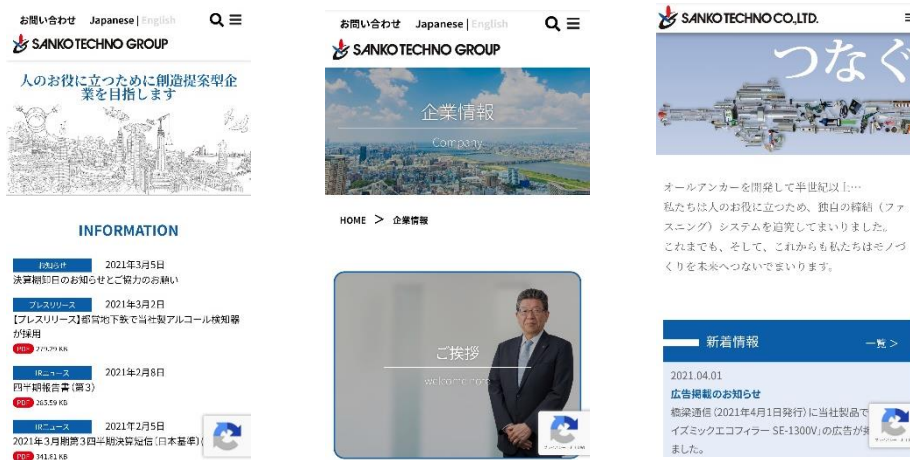 お問い合わせ Japanese | English
SANKO TECHNO GROUP
人のお役に立つために創造提案型企
業を目指します
INFORMATION
お知らせ 2021年3月5日
決算棚卸日のお知らせとご協力のお願い
プレスリリース 2021年3月2日
【プレスリリース】都営地下鉄で当社製アルコール検知器
が採用
PDF 279.29 KB
IRニュース 2021年2月8日
四半期報告書(第3)
PDF 263.59 KB
IRニュース 2021年2月5日
2021年3月期第3四半期決算短信〔日本基準〕(
PDF 341.81 KB
お問い合わせ Japanese | English
SANKO TECHNO GROUP
企業情報
Company
HOME > 企業情報
ご挨拶
welcome note
SANKO TECHNO CO.,LTD.
つなぐ
オールアンカーを開発して半世紀以上…
私たちは人のお役に立つため、独自の締結(ファ
スニング)システムを追究してまいりました。
これまでも、そして、これからも私たちはモノづ
くりを未来へつないでまいります。
新着情報 一覧 >
2021.04.01
広告掲載のお知らせ
橋梁通信(2021年4月1日発行)に当社製品で
イズミックエコフィラー SE-1300V」の広告が
ました。